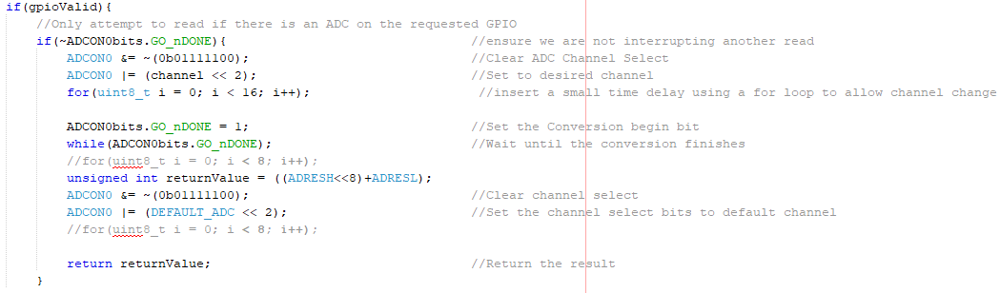 if(gpioValid){
    //Only attempt to read if there is an ADC on the requested GPIO
    if(~ADCON0bits.GO_nDONE){                                //ensure we are not interrupting another read
        ADCON0 &= ~(0b01111100);                             //Clear ADC Channel Select
        ADCON0 |= (channel << 2);                            //Set to desired channel
        for(uint8_t i = 0; i < 16; i++);                      //insert a small time delay using a for loop to allow channel change
        ADCON0bits.GO_nDONE = 1;                             //Set the Conversion begin bit
        while(ADCON0bits.GO_nDONE);                          //Wait until the conversion finishes
        //for(uint8_t i = 0; i < 8; i++);
        unsigned int returnValue = ((ADRESH<<8)+ADRESL);
        ADCON0 &= ~(0b01111100);                             //Clear channel select
        ADCON0 |= (DEFAULT_ADC << 2);                        //Set the channel select bits to default channel
        //for(uint8_t i = 0; i < 8; i++);
        return returnValue;                                  //Return the result
    }